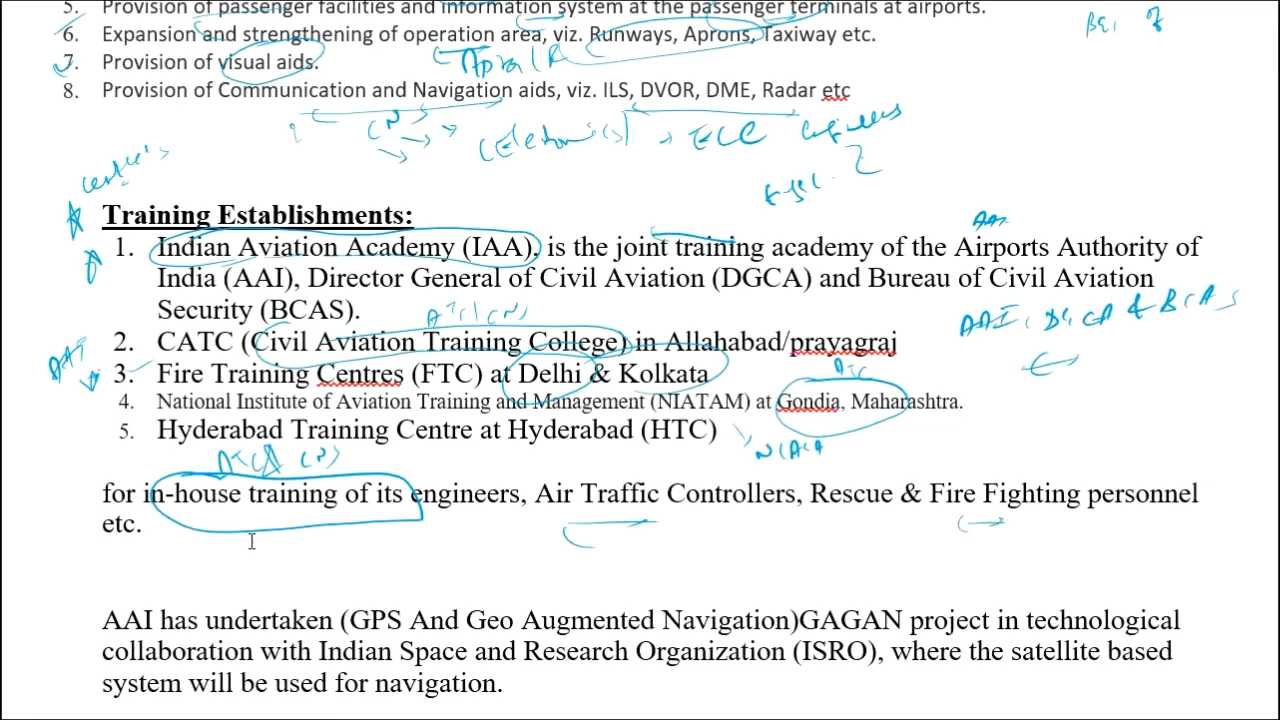 5. Provision of passenger facilities and information system at the passenger terminals at airports.
6. Expansion and strengthening of operation area, viz. Runways, Aprons, Taxiway etc.
7. Provision of visual aids.
8. Provision of Communication and Navigation aids, viz. ILS, DVOR, DME, Radar etc
Training Establishments:
1. Indian Aviation Academy (IAA). is the joint training academy of the Airports Authority of
India (AAI), Director General of Civil Aviation (DGCA) and Bureau of Civil Aviation
Security (BCAS).
AAI, DGCA & BCAS
2. CATC (Civil Aviation Training College) in Allahabad/prayagraj
3. Fire Training Centres (FTC) at Delhi & Kolkata
ATC
4. National Institute of Aviation Training and Management (NIATAM) at Gondia, Maharashtra.
5. Hyderabad Training Centre at Hyderabad (HTC)
for in-house training of its engineers, Air Traffic Controllers, Rescue & Fire Fighting personnel
etc.
AAI has undertaken (GPS And Geo Augmented Navigation)GAGAN project in technological
collaboration with Indian Space and Research Organization (ISRO), where the satellite based
system will be used for navigation.